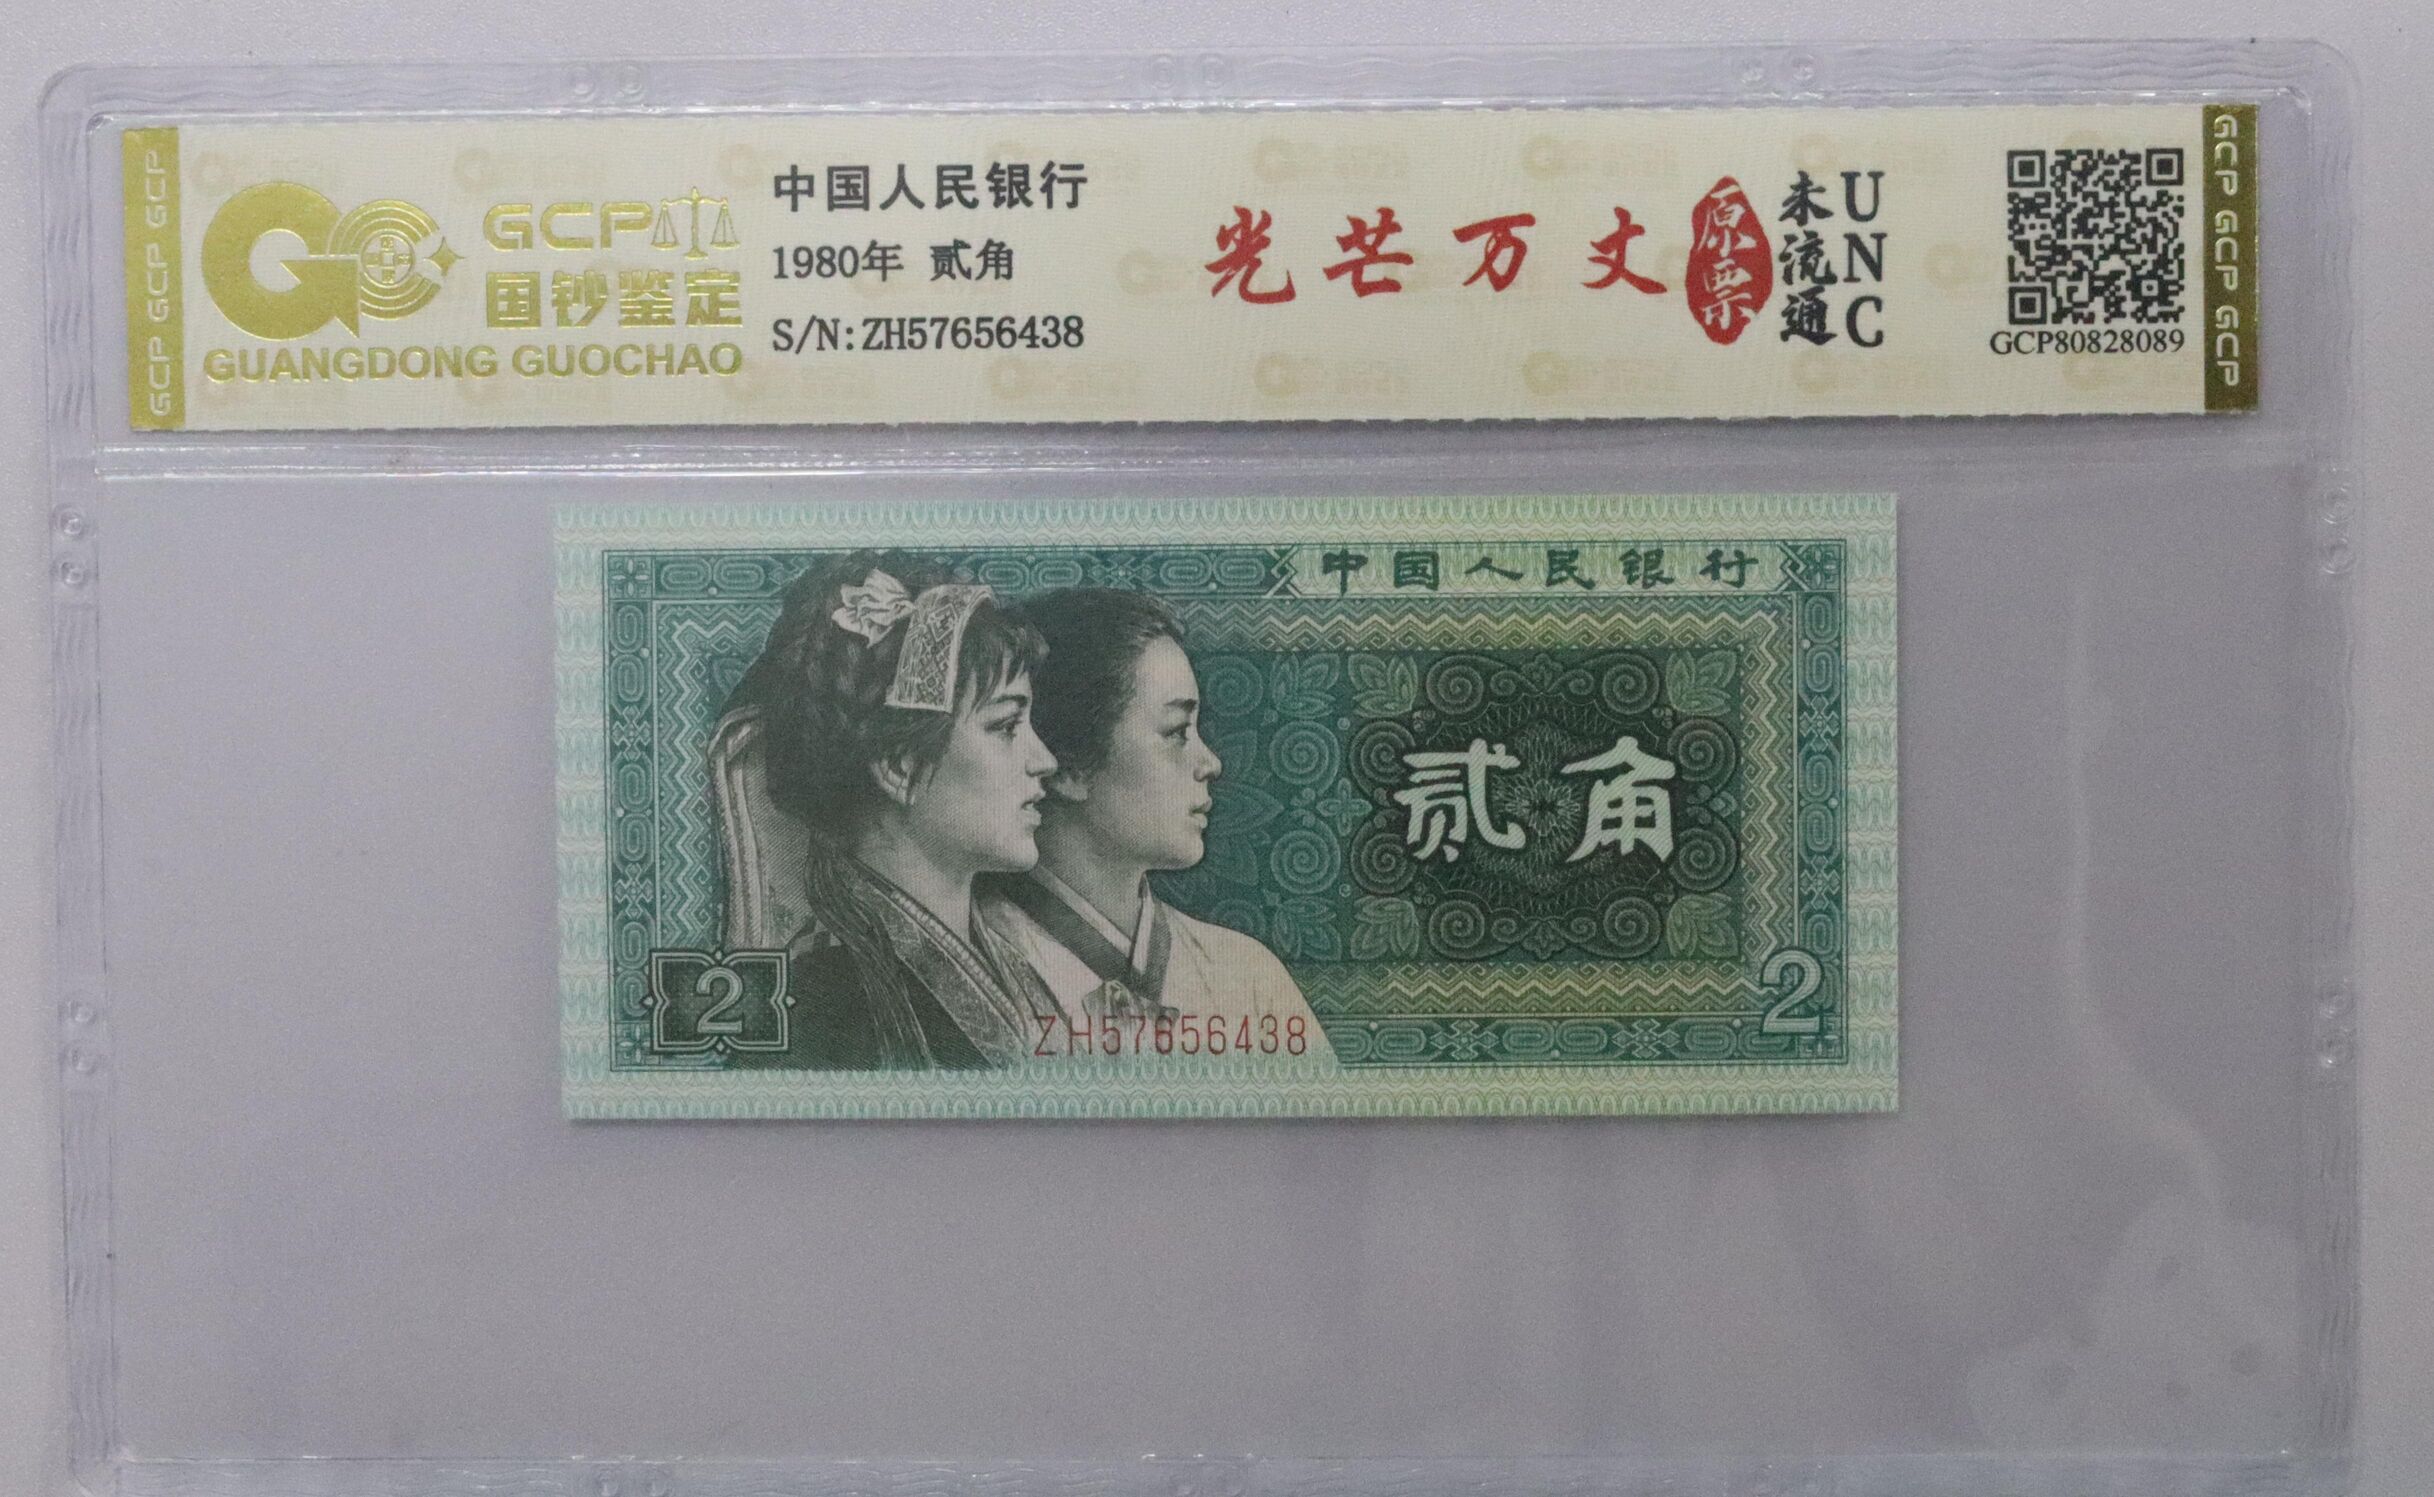 GCP GCP GCP
GCP
国钞鉴定
GUANGDONG GUOCHAO
中国人民银行
1980年 贰角
S/N:ZH57656438
光芒万丈
原票
未流通
UNC
GCP80828089
GCP GCP GCP
中国人民银行
贰角
2
2
ZH57656438